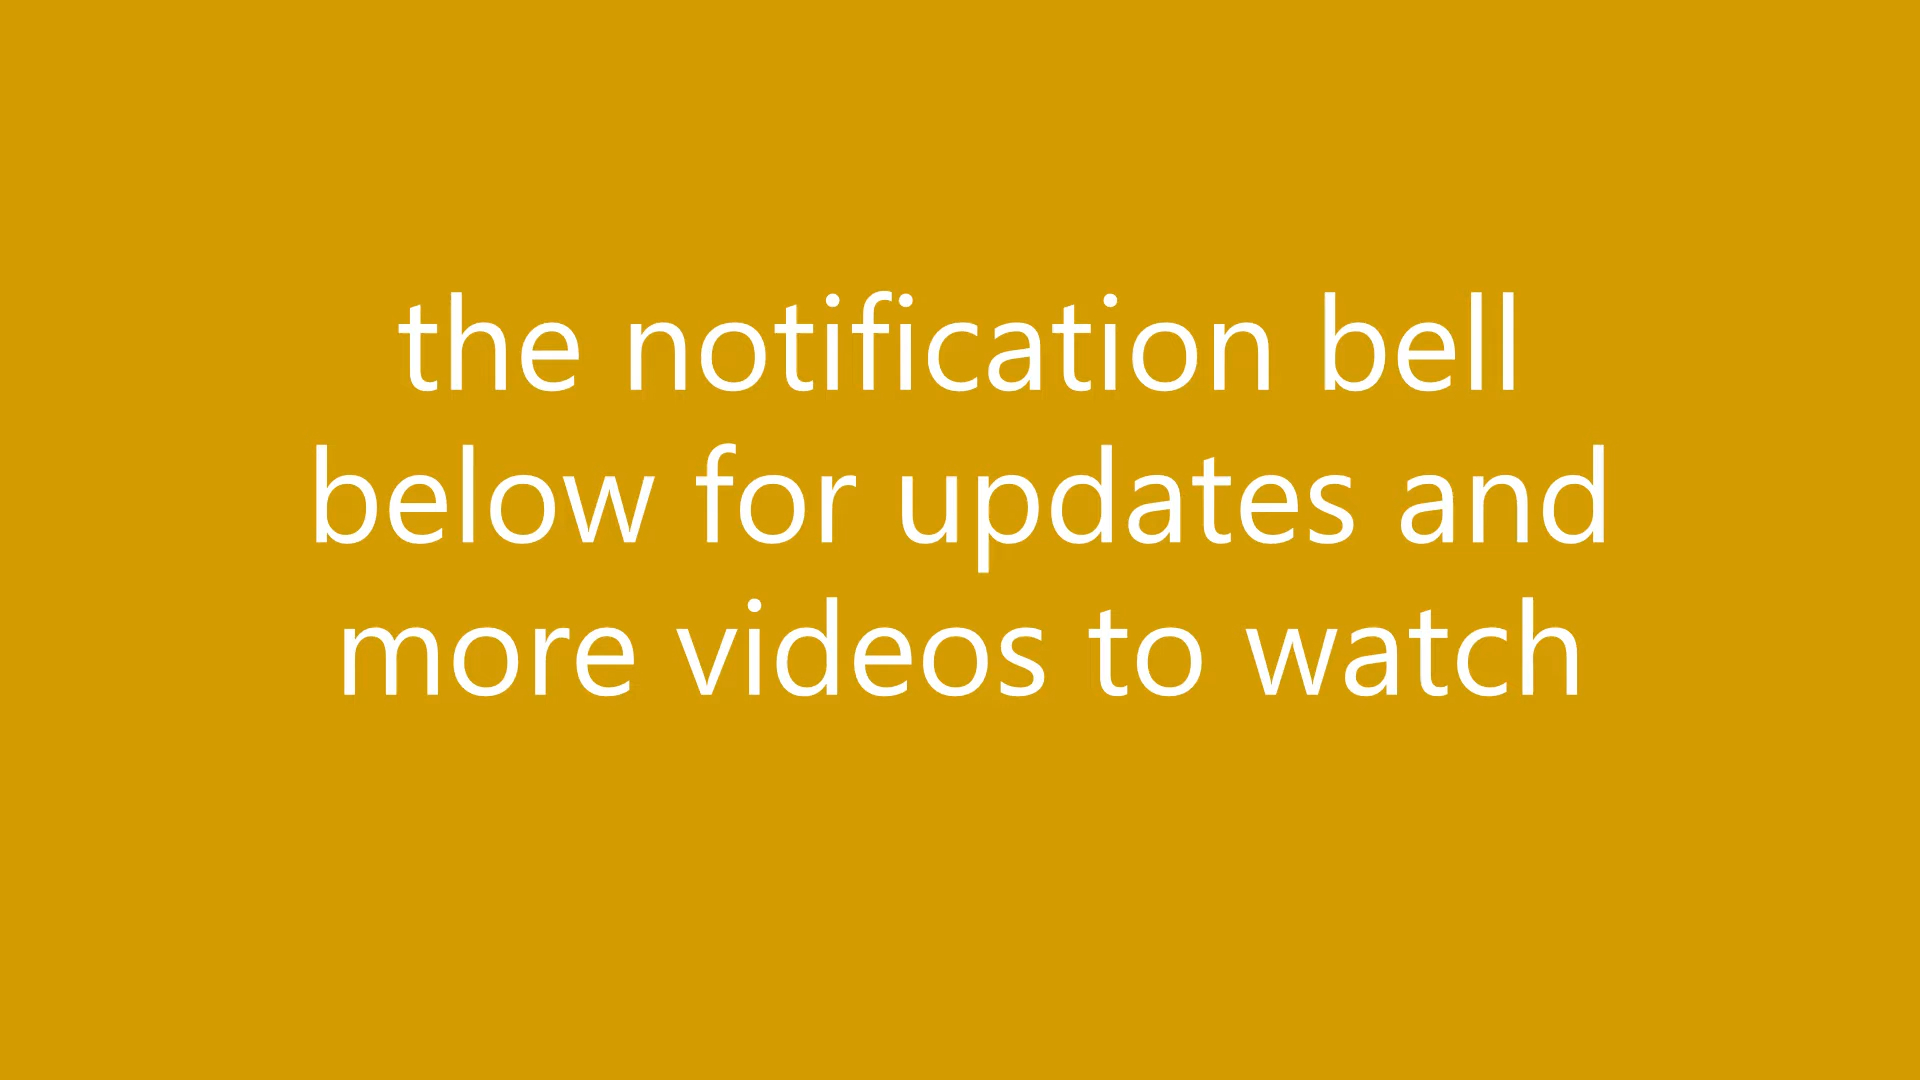 the notification bell
below for updates and
more videos to watch